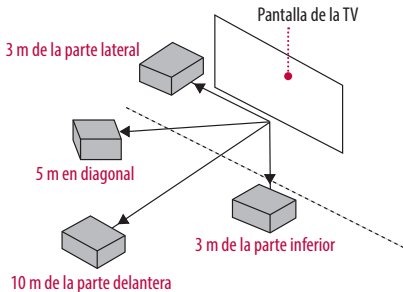 Pantalla de la TV
3 m de la parte lateral
5 m en diagonal
3 m de la parte inferior
10 m de la parte delantera